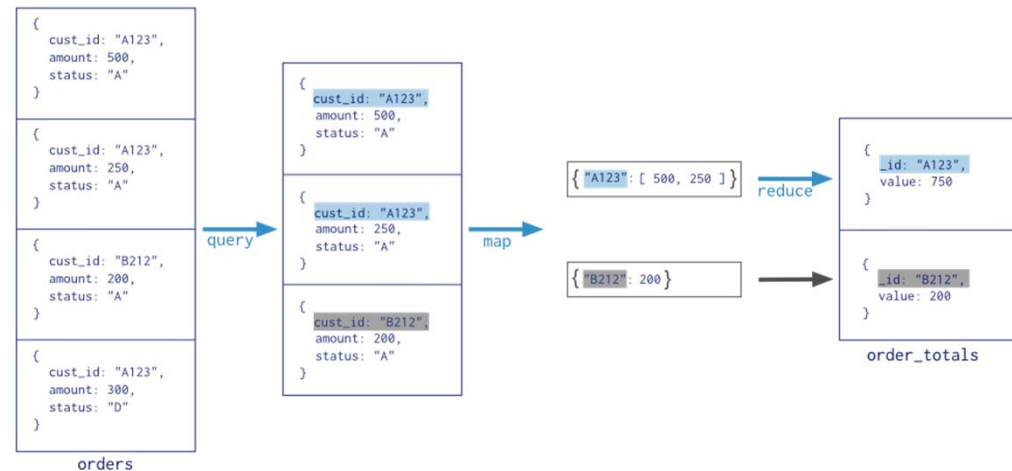 {
cust_id: "A123",
amount: 500,
status: "A"
}
{
cust_id: "A123",
amount: 250,
status: "A"
}
{
cust_id: "B212",
amount: 200,
status: "A"
}
{
cust_id: "A123",
amount: 300,
status: "D"
}
orders
query
{
cust_id: "A123",
amount: 500,
status: "A"
}
{
cust_id: "A123",
amount: 250,
status: "A"
}
{
cust_id: "B212",
amount: 200,
status: "A"
}
map
{ "A123": [ 500, 250 ] }
{ "B212": 200 }
reduce
{
_id: "A123",
value: 750
}
{
_id: "B212",
value: 200
}
order_totals